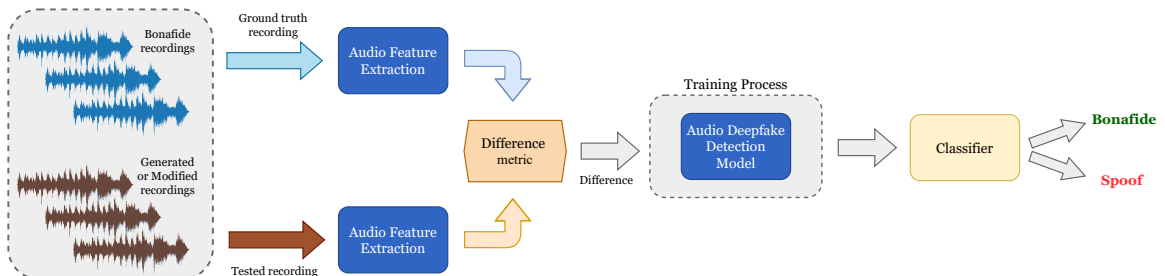 Bonafide
recordings
Generated
or Modified
recordings
Ground truth
recording
Tested recording
Audio Feature
Extraction
Audio Feature
Extraction
Difference
metric
Difference
Training Process
Audio Deepfake
Detection
Model
Classifier
Bonafide
Spoof